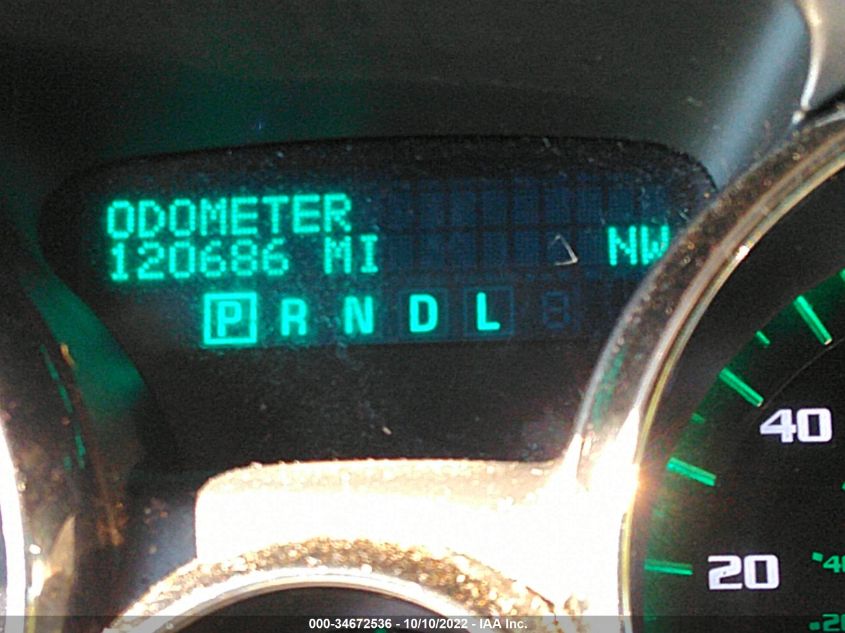 ODOMETER
120686 MI NW
P R N D L
40
20
000-34672536 - 10/10/2022 - IAA Inc.